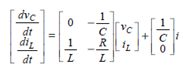 [dv_C/dt; di_L/dt] = [0 -1/C; 1/L -R/L] [v_C; i_L] + [1/C; 0] i